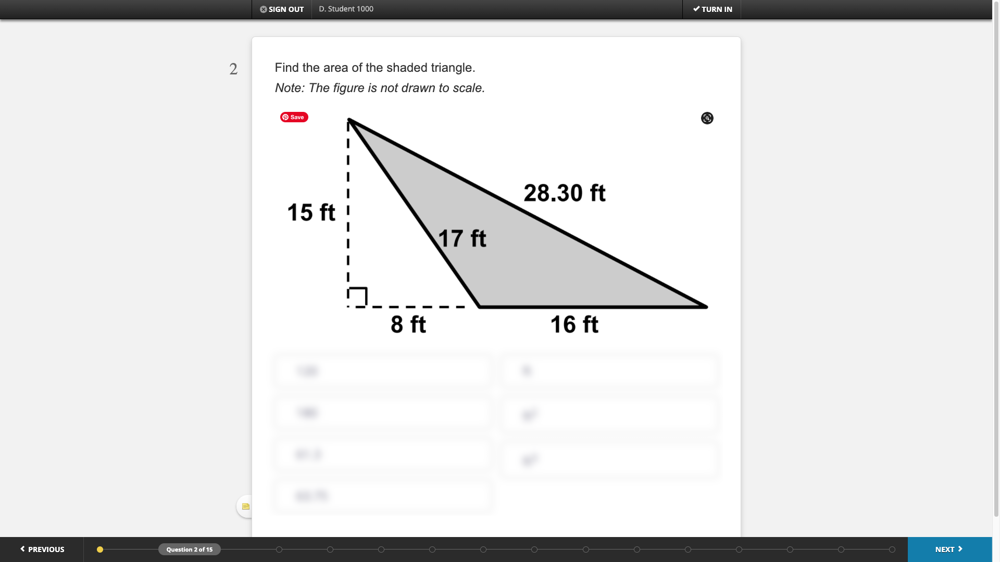 SIGN OUT
D. Student 1000
TURN IN
2
Find the area of the shaded triangle.
Note: The figure is not drawn to scale.
Save
28.30 ft
15 ft
17 ft
8 ft
16 ft
PREVIOUS
Question 2 of 15
NEXT